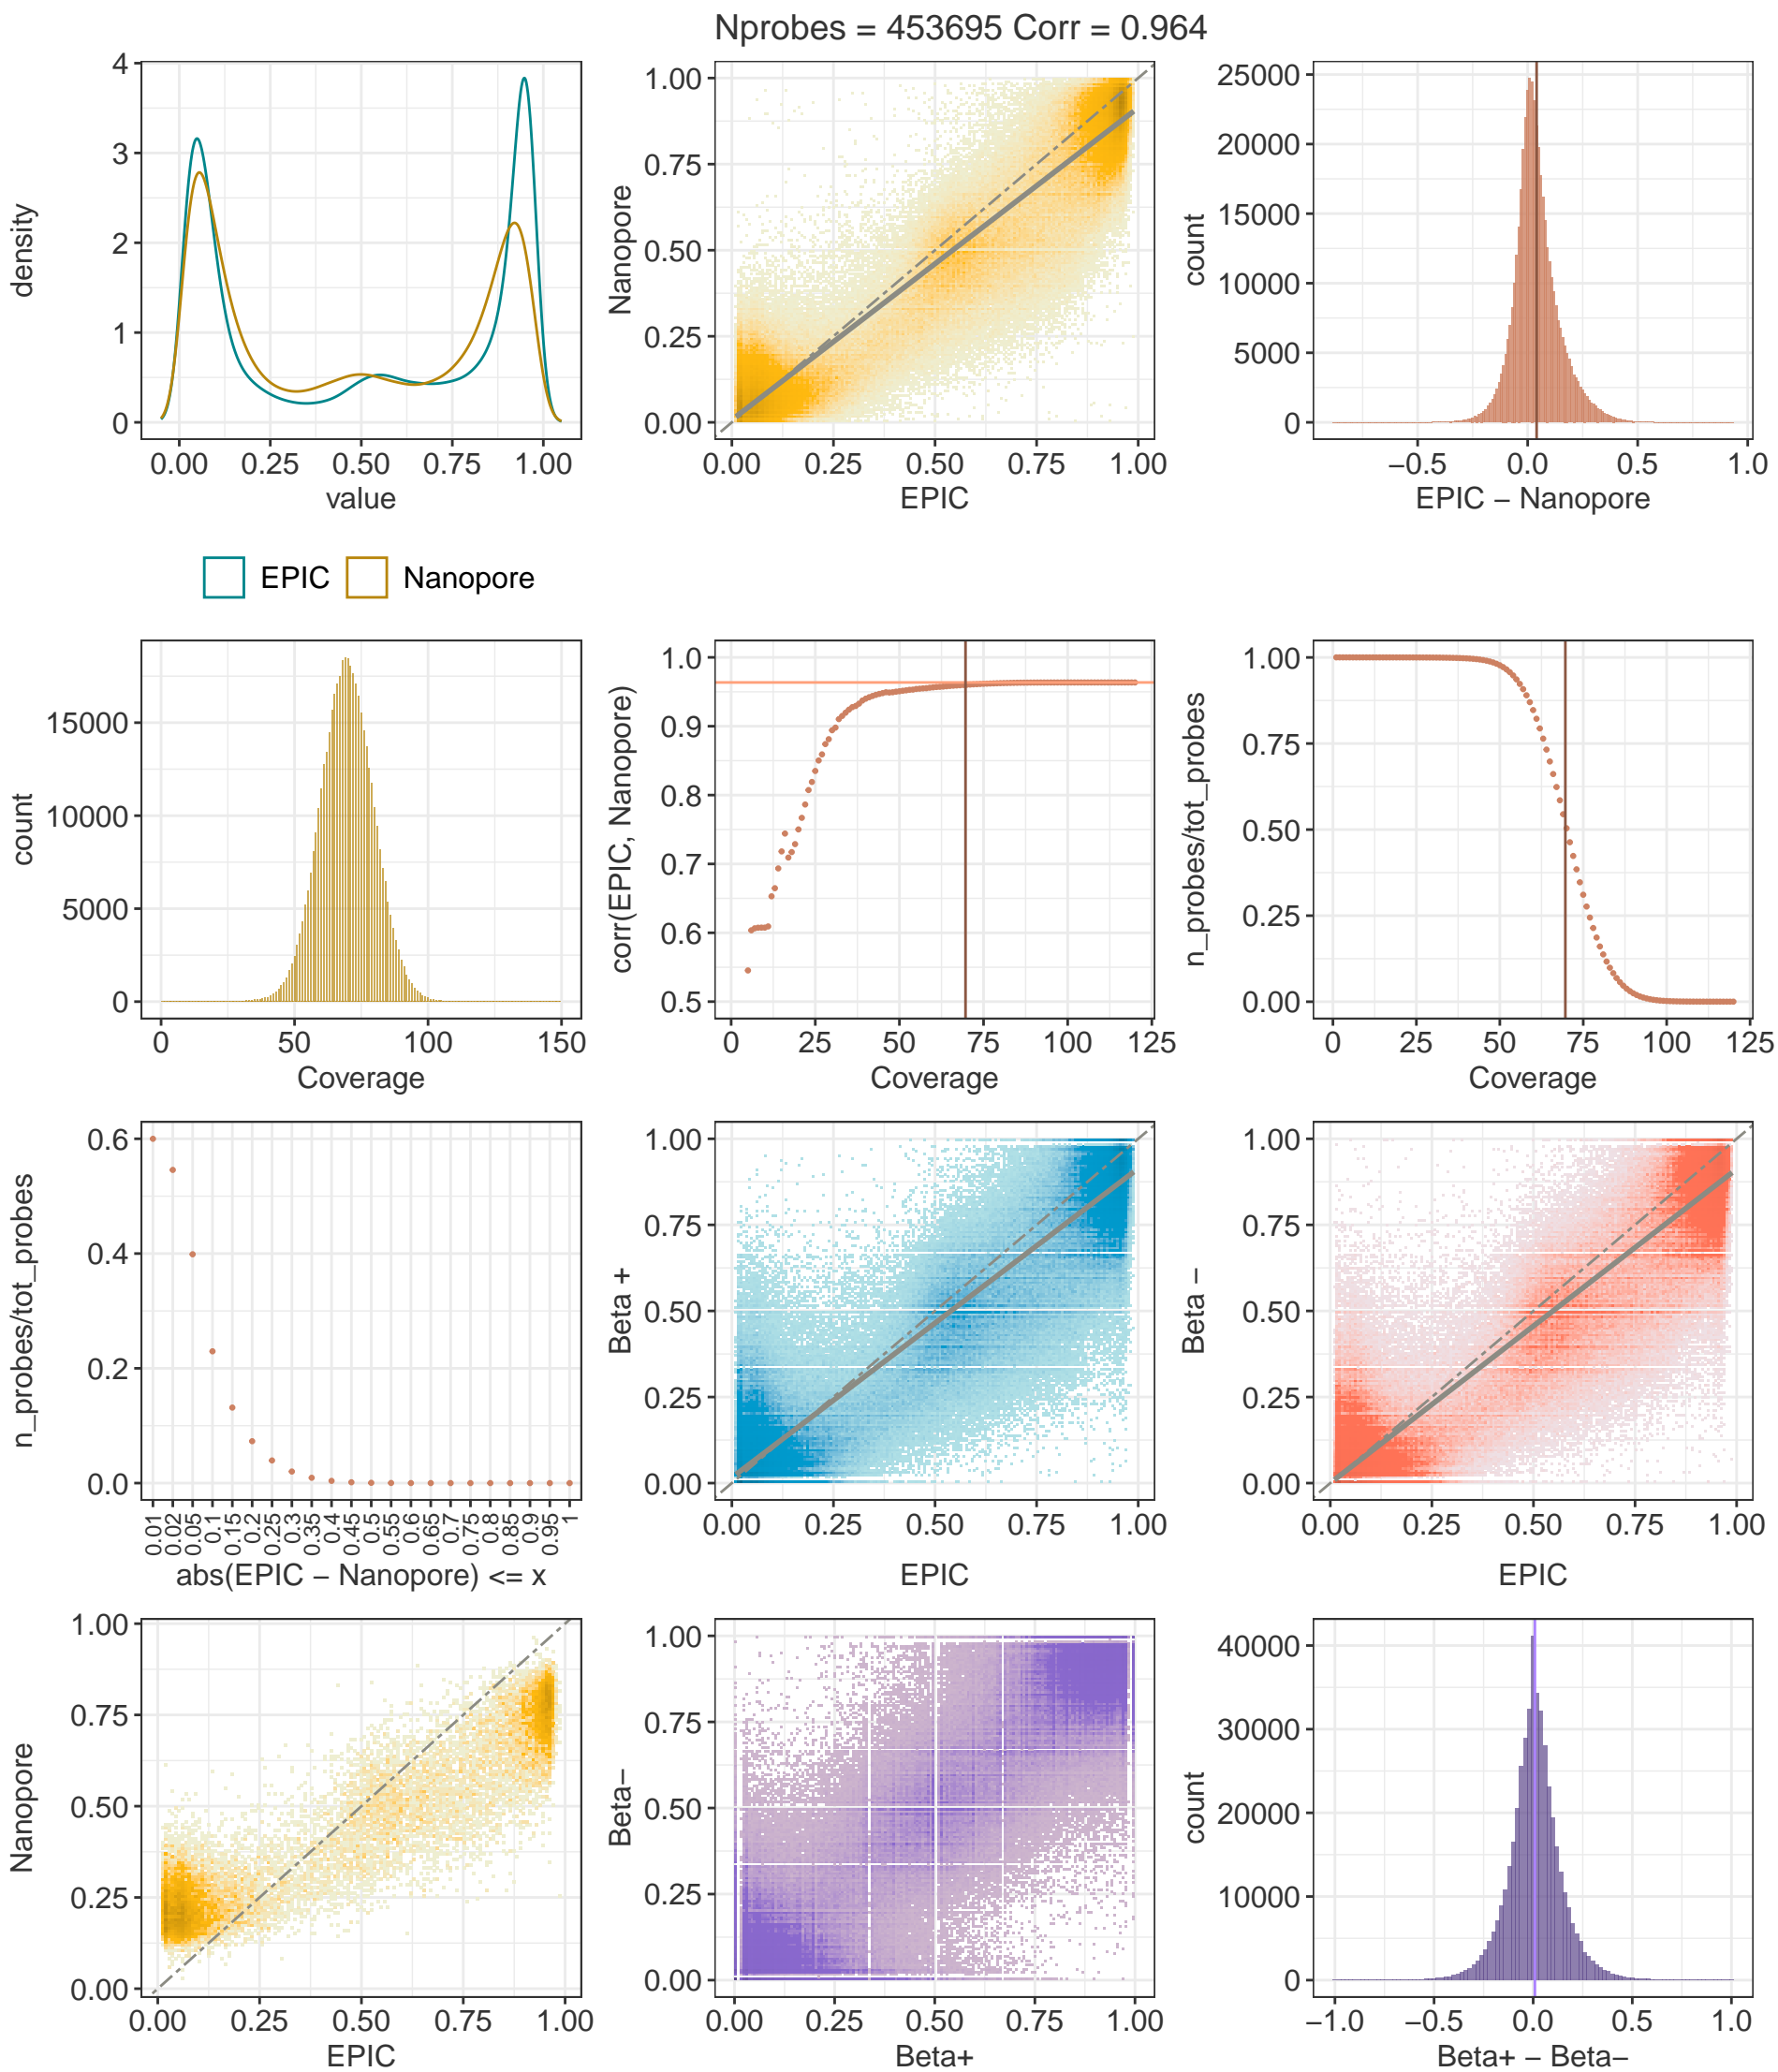 Nprobes = 453695 Corr = 0.964
4
3
2
1
0
density
0.00 0.25 0.50 0.75 1.00
value
EPIC Nanopore
1.00
0.75
0.50
0.25
0.00
Nanopore
0.00 0.25 0.50 0.75 1.00
EPIC
25000
20000
15000
10000
5000
0
count
−0.5 0.0 0.5 1.0
EPIC − Nanopore
15000
10000
5000
0
count
0 50 100 150
Coverage
1.0
0.9
0.8
0.7
0.6
0.5
corr(EPIC, Nanopore)
0 25 50 75 100 125
Coverage
1.00
0.75
0.50
0.25
0.00
n_probes/tot_probes
0 25 50 75 100 125
Coverage
0.6
0.4
0.2
0.0
n_probes/tot_probes
0.01 0.02 0.05 0.1 0.15 0.2 0.25 0.3 0.35 0.4 0.45 0.5 0.55 0.6 0.65 0.7 0.75 0.8 0.85 0.9 0.95 1
abs(EPIC − Nanopore) <= x
1.00
0.75
0.50
0.25
0.00
Beta +
0.00 0.25 0.50 0.75 1.00
EPIC
1.00
0.75
0.50
0.25
0.00
Beta −
0.00 0.25 0.50 0.75 1.00
EPIC
1.00
0.75
0.50
0.25
0.00
Nanopore
0.00 0.25 0.50 0.75 1.00
EPIC
1.00
0.75
0.50
0.25
0.00
Beta−
0.00 0.25 0.50 0.75 1.00
Beta+
40000
30000
20000
10000
0
count
−1.0 −0.5 0.0 0.5 1.0
Beta+ − Beta−